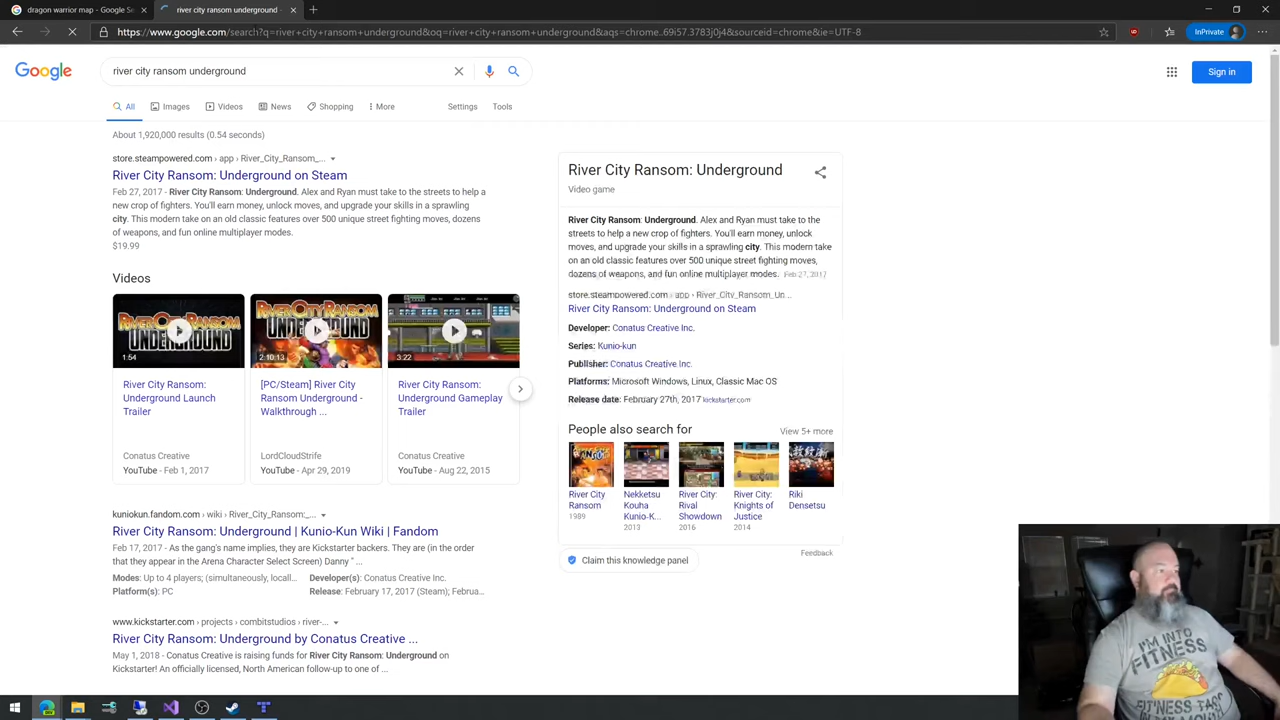 dragon warrior map - Google Se
river city ransom underground -
https://www.google.com/search?q=river+city+ransom+underground&oq=river+city+ransom+underground&aqs=chrome..69i57.3783j0j4&sourceid=chrome&ie=UTF-8
InPrivate
Google
river city ransom underground
Sign in
All
Images
Videos
News
Shopping
More
Settings
Tools
About 1,920,000 results (0.54 seconds)
store.steampowered.com › app › River_City_Ransom_...
River City Ransom: Underground on Steam
Feb 27, 2017 - River City Ransom: Underground. Alex and Ryan must take to the streets to help a
new crop of fighters. You'll earn money, unlock moves, and upgrade your skills in a sprawling
city. This modern take on an old classic features over 500 unique street fighting moves, dozens
of weapons, and fun online multiplayer modes.
$19.99
Videos
RIVER CITY RANSOM
UNDERGROUND
1:54
RIVER CITY RANSOM
UNDERGROUND
2:10:13
3:22
River City Ransom:
Underground Launch
Trailer
[PC/Steam] River City
Ransom Underground -
Walkthrough ...
River City Ransom:
Underground Gameplay
Trailer
Conatus Creative
YouTube - Feb 1, 2017
LordCloudStrife
YouTube - Apr 29, 2019
Conatus Creative
YouTube - Aug 22, 2015
kuniokun.fandom.com › wiki › River_City_Ransom:_...
River City Ransom: Underground | Kunio-Kun Wiki | Fandom
Feb 17, 2017 - As the gang's name implies, they are Kickstarter backers. They are (in the order
that they appear in the Arena Character Select Screen) Danny " ...
Modes: Up to 4 players; (simultaneously, locall...
Developer(s): Conatus Creative Inc.
Platform(s): PC
Release: February 17, 2017 (Steam); Februa...
www.kickstarter.com › projects › combitstudios › river-...
River City Ransom: Underground by Conatus Creative ...
May 1, 2018 - Conatus Creative is raising funds for River City Ransom: Underground on
Kickstarter! An officially licensed, North American follow-up to one of ...
River City Ransom: Underground
Video game
River City Ransom: Underground. Alex and Ryan must take to the
streets to help a new crop of fighters. You'll earn money, unlock
moves, and upgrade your skills in a sprawling city. This modern take
on an old classic features over 500 unique street fighting moves,
dozens of weapons, and fun online multiplayer modes. Feb 27, 2017
store.steampowered.com › app › River_City_Ransom_Un...
River City Ransom: Underground on Steam
Developer: Conatus Creative Inc.
Series: Kunio-kun
Publisher: Conatus Creative Inc.
Platforms: Microsoft Windows, Linux, Classic Mac OS
Release date: February 27th, 2017 kickstarter.com
People also search for
View 5+ more
River City
Ransom
1989
Nekketsu
Kouha
Kunio-K...
2013
River City:
Rival
Showdown
2016
River City:
Knights of
Justice
2014
Riki
Densetsu
Feedback
Claim this knowledge panel
I'M INTO
FITNESS
FIT'NESS TACO